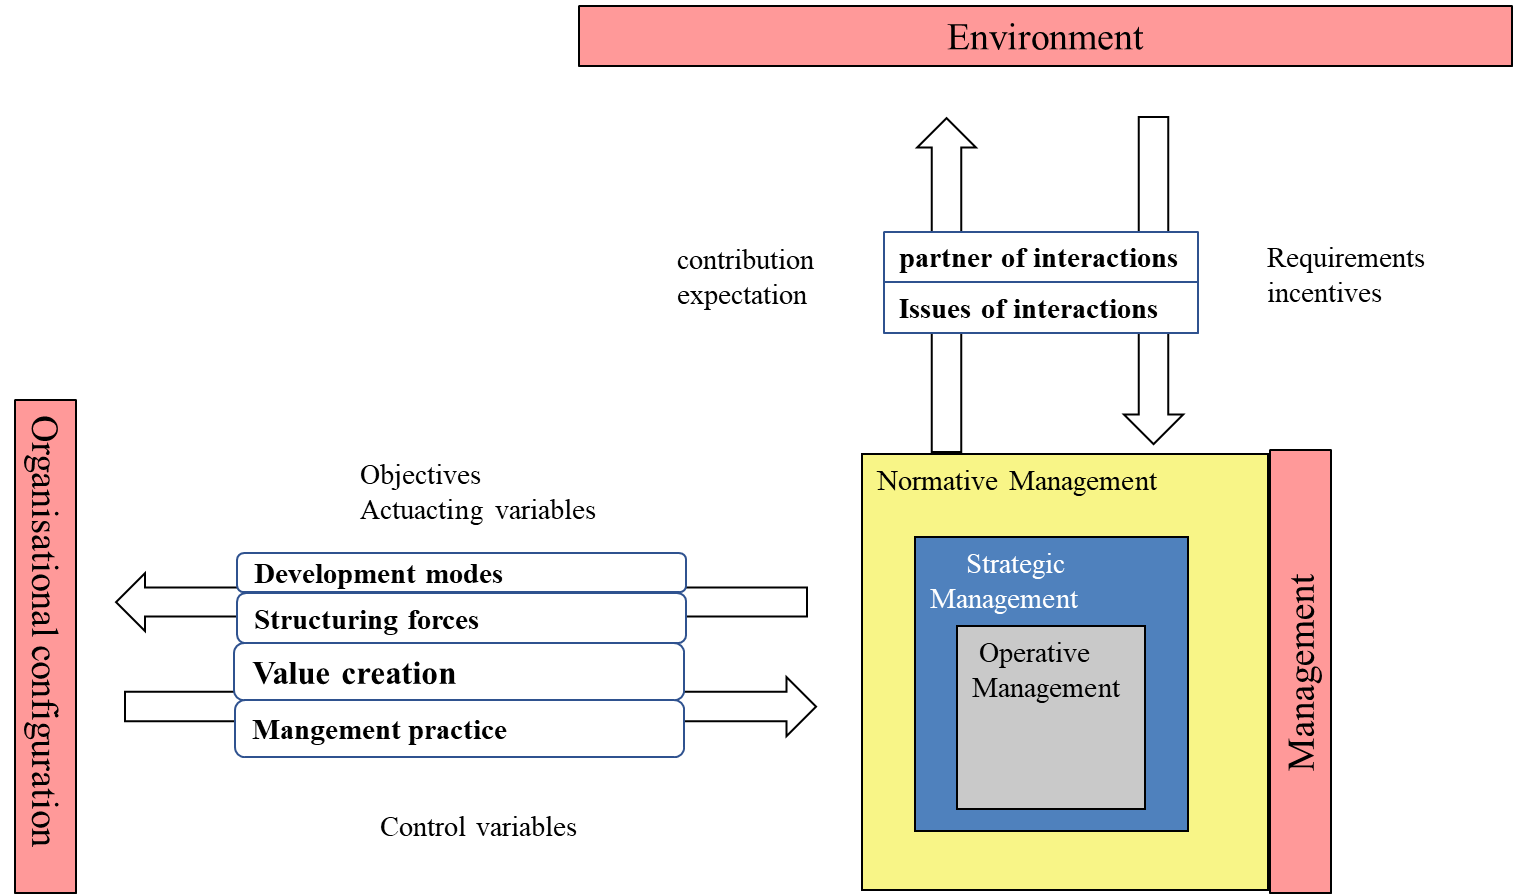 Environment
contribution
expectation
partner of interactions
Issues of interactions
Requirements
incentives
Organisational configuration
Objectives
Actuacting variables
Development modes
Structuring forces
Value creation
Mangement practice
Control variables
Normative Management
Strategic
Management
Operative
Management
Management